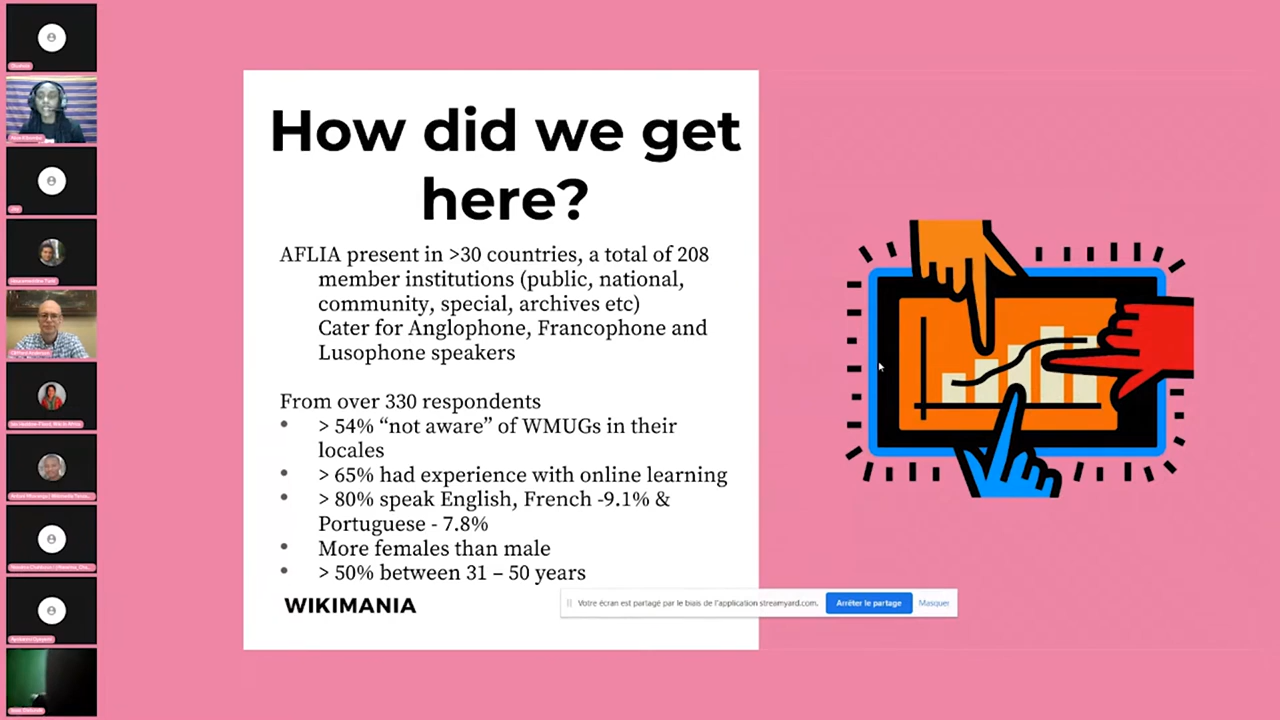 How did we get
here?
AFLIA present in >30 countries, a total of 208
member institutions (public, national,
community, special, archives etc)
Cater for Anglophone, Francophone and
Lusophone speakers
From over 330 respondents
• > 54% “not aware” of WMUGs in their
locales
• > 65% had experience with online learning
• > 80% speak English, French -9.1% &
Portuguese - 7.8%
• More females than male
• > 50% between 31 – 50 years
WIKIMANIA
Votre écran est partagé par le biais de l'application streamyard.com.
Arrêter le partage
Masquer